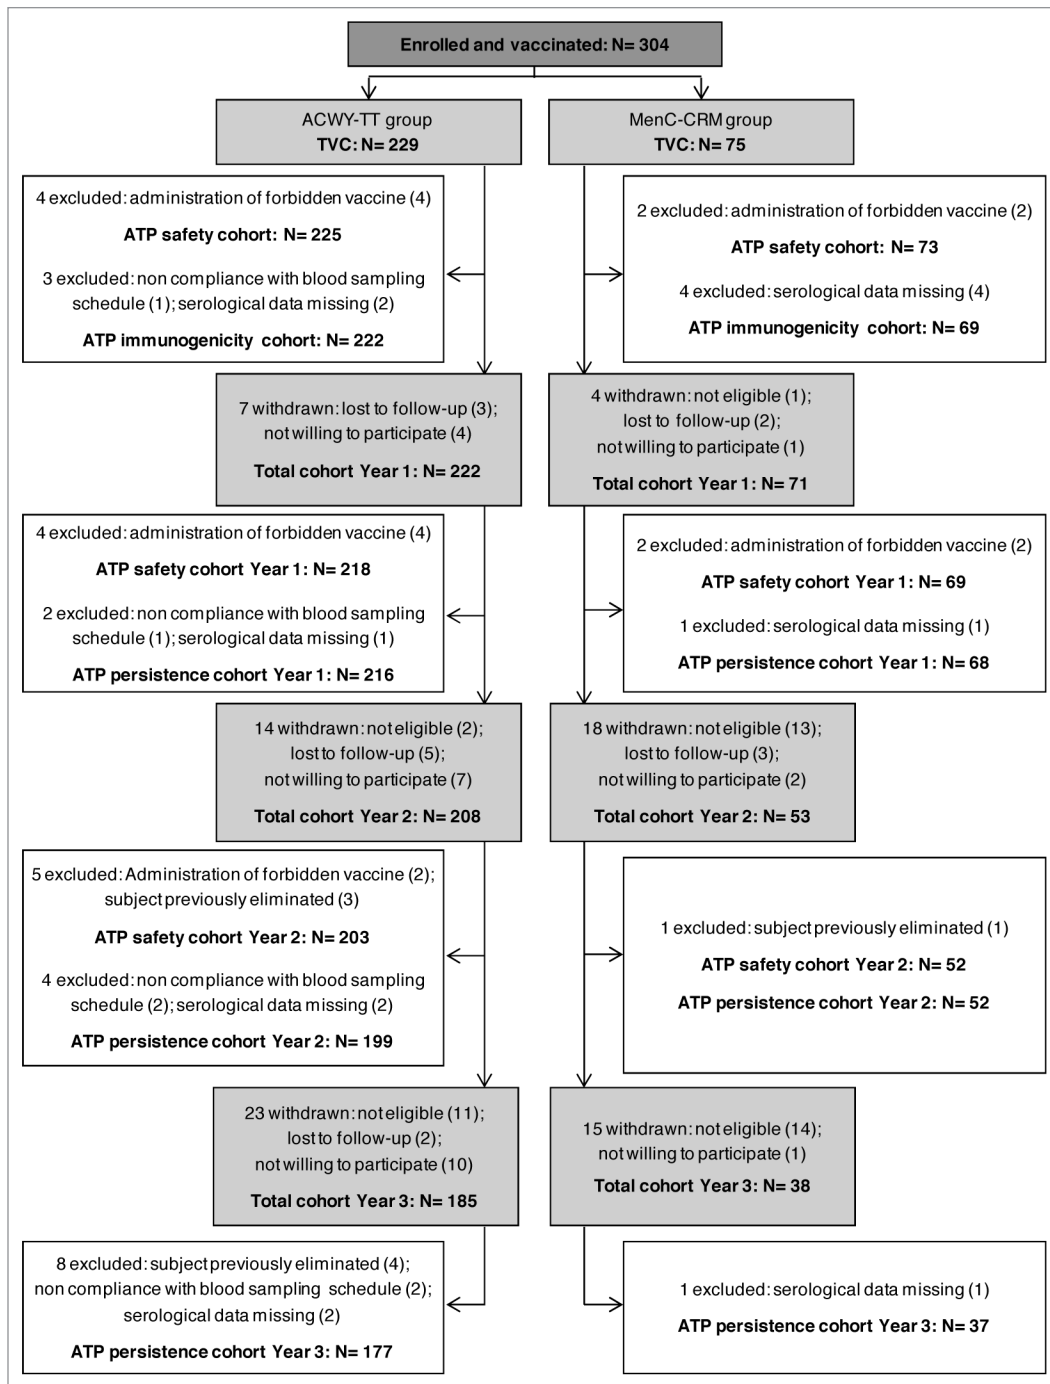 Enrolled and vaccinated: N= 304
ACWY-TT group
TVC: N= 229
MenC-CRM group
TVC: N= 75
4 excluded: administration of forbidden vaccine (4)
ATP safety cohort: N= 225
3 excluded: non compliance with blood sampling
schedule (1); serological data missing (2)
ATP immunogenicity cohort: N= 222
2 excluded: administration of forbidden vaccine (2)
ATP safety cohort: N= 73
4 excluded: serological data missing (4)
ATP immunogenicity cohort: N= 69
7 withdrawn: lost to follow-up (3);
not willing to participate (4)
Total cohort Year 1: N= 222
4 withdrawn: not eligible (1);
lost to follow-up (2);
not willing to participate (1)
Total cohort Year 1: N= 71
4 excluded: administration of forbidden vaccine (4)
ATP safety cohort Year 1: N= 218
2 excluded: non compliance with blood sampling
schedule (1); serological data missing (1)
ATP persistence cohort Year 1: N= 216
2 excluded: administration of forbidden vaccine (2)
ATP safety cohort Year 1: N= 69
1 excluded: serological data missing (1)
ATP persistence cohort Year 1: N= 68
14 withdrawn: not eligible (2);
lost to follow-up (5);
not willing to participate (7)
Total cohort Year 2: N= 208
18 withdrawn: not eligible (13);
lost to follow-up (3);
not willing to participate (2)
Total cohort Year 2: N= 53
5 excluded: Administration of forbidden vaccine (2);
subject previously eliminated (3)
ATP safety cohort Year 2: N= 203
4 excluded: non compliance with blood sampling
schedule (2); serological data missing (2)
ATP persistence cohort Year 2: N= 199
1 excluded: subject previously eliminated (1)
ATP safety cohort Year 2: N= 52
ATP persistence cohort Year 2: N= 52
23 withdrawn: not eligible (11);
lost to follow-up (2);
not willing to participate (10)
Total cohort Year 3: N= 185
15 withdrawn: not eligible (14);
not willing to participate (1)
Total cohort Year 3: N= 38
8 excluded: subject previously eliminated (4);
non compliance with blood sampling schedule (2);
serological data missing (2)
ATP persistence cohort Year 3: N= 177
1 excluded: serological data missing (1)
ATP persistence cohort Year 3: N= 37